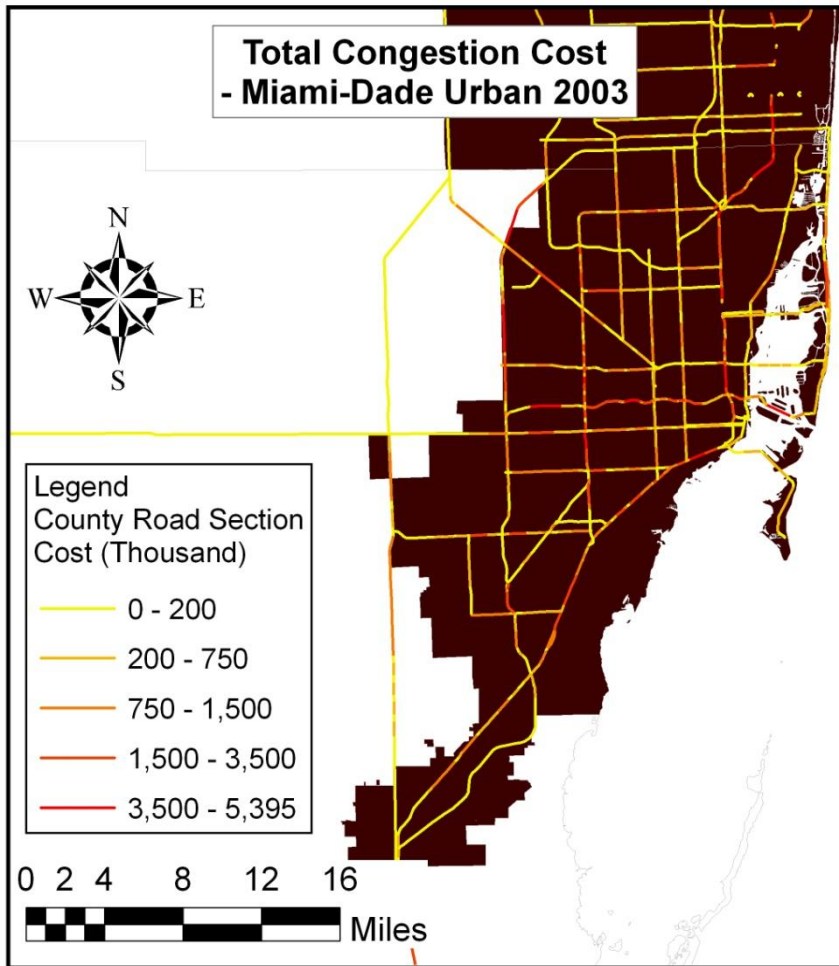 Total Congestion Cost
- Miami-Dade Urban 2003
N
W E
S
Legend
County Road Section
Cost (Thousand)
0 - 200
200 - 750
750 - 1,500
1,500 - 3,500
3,500 - 5,395
0 2 4 8 12 16
Miles